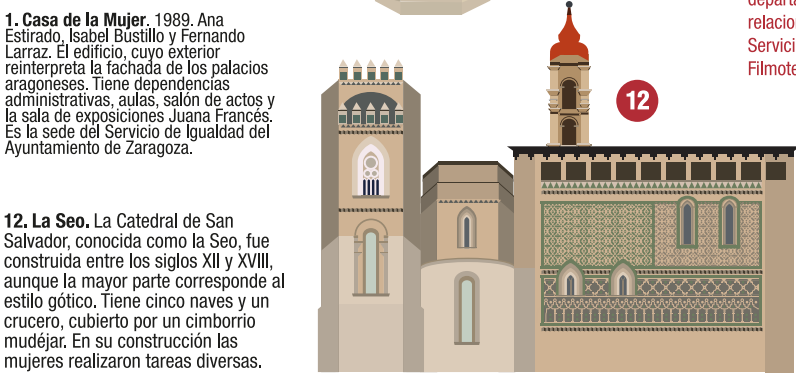 1. Casa de la Mujer. 1989. Ana
Estirado, Isabel Bustillo y Fernando
Larraz. El edificio, cuyo exterior
reinterpreta la fachada de los palacios
aragoneses. Tiene dependencias
administrativas, aulas, salón de actos y
la sala de exposiciones Juana Francés.
Es la sede del Servicio de Igualdad del
Ayuntamiento de Zaragoza.
12. La Seo. La Catedral de San
Salvador, conocida como la Seo, fue
construida entre los siglos XII y XVIII,
aunque la mayor parte corresponde al
estilo gótico. Tiene cinco naves y un
crucero, cubierto por un cimborrio
mudéjar. En su construcción las
mujeres realizaron tareas diversas.
12
departa
relacion
Servici
Filmote